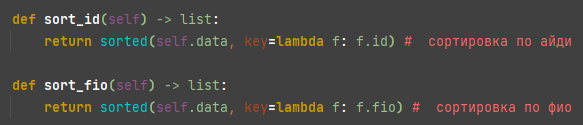 def sort_id(self) -> list:
    return sorted(self.data, key=lambda f: f.id) #  сортировка по айди
def sort_fio(self) -> list:
    return sorted(self.data, key=lambda f: f.fio) #  сортировка по фио